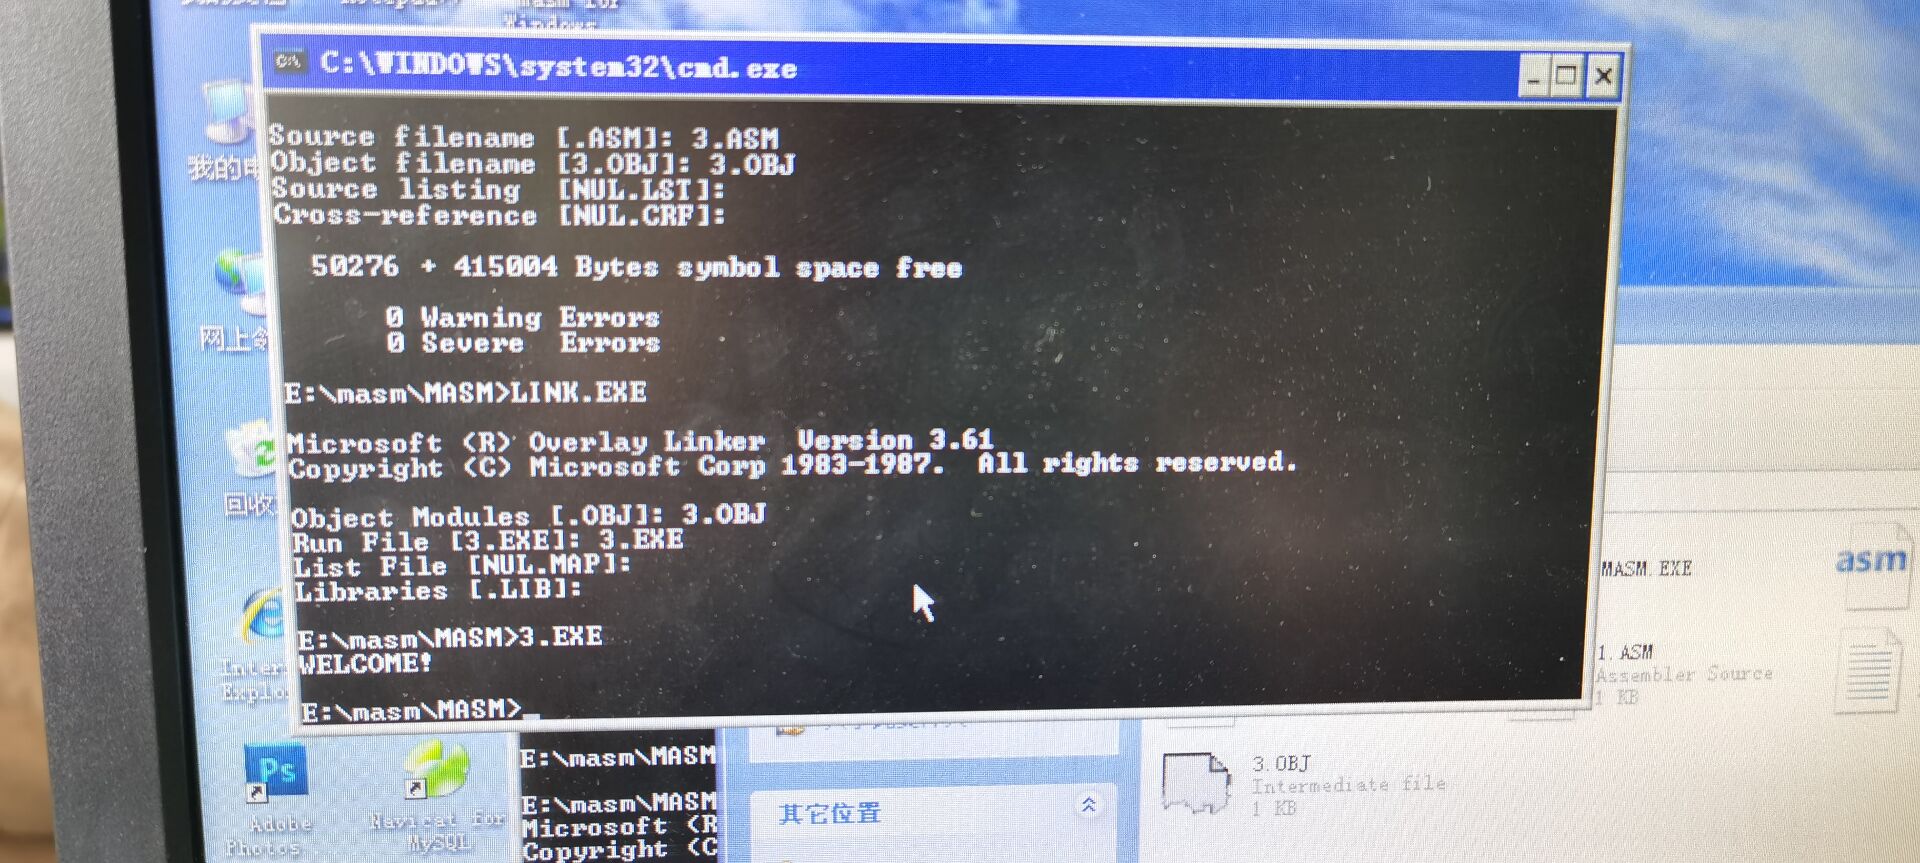 C:\WINDOWS\system32\cmd.exe
Source filename [.ASM]: 3.ASM
Object filename [3.OBJ]: 3.OBJ
Source listing  [NUL.LST]:
Cross-reference [NUL.CRF]:
50276 + 415004 Bytes symbol space free
0 Warning Errors
0 Severe  Errors
E:\masm\MASM>LINK.EXE
Microsoft (R) Overlay Linker  Version 3.61
Copyright (C) Microsoft Corp 1983-1987.  All rights reserved.
Object Modules [.OBJ]: 3.OBJ
Run File [3.EXE]: 3.EXE
List File [NUL.MAP]:
Libraries [.LIB]:
E:\masm\MASM>3.EXE
WELCOME!
E:\masm\MASM>_
我的电
网上邻
回收
Inter
Explo
Ps
Adobe
Photos
Navicat for
MySQL
E:\masm\MASM
E:\masm\MASM
Microsoft (R
Copyright (C
其它位置
MASM.EXE
asm
1.ASM
Assembler Source
1 KB
3.OBJ
Intermediate file
1 KB